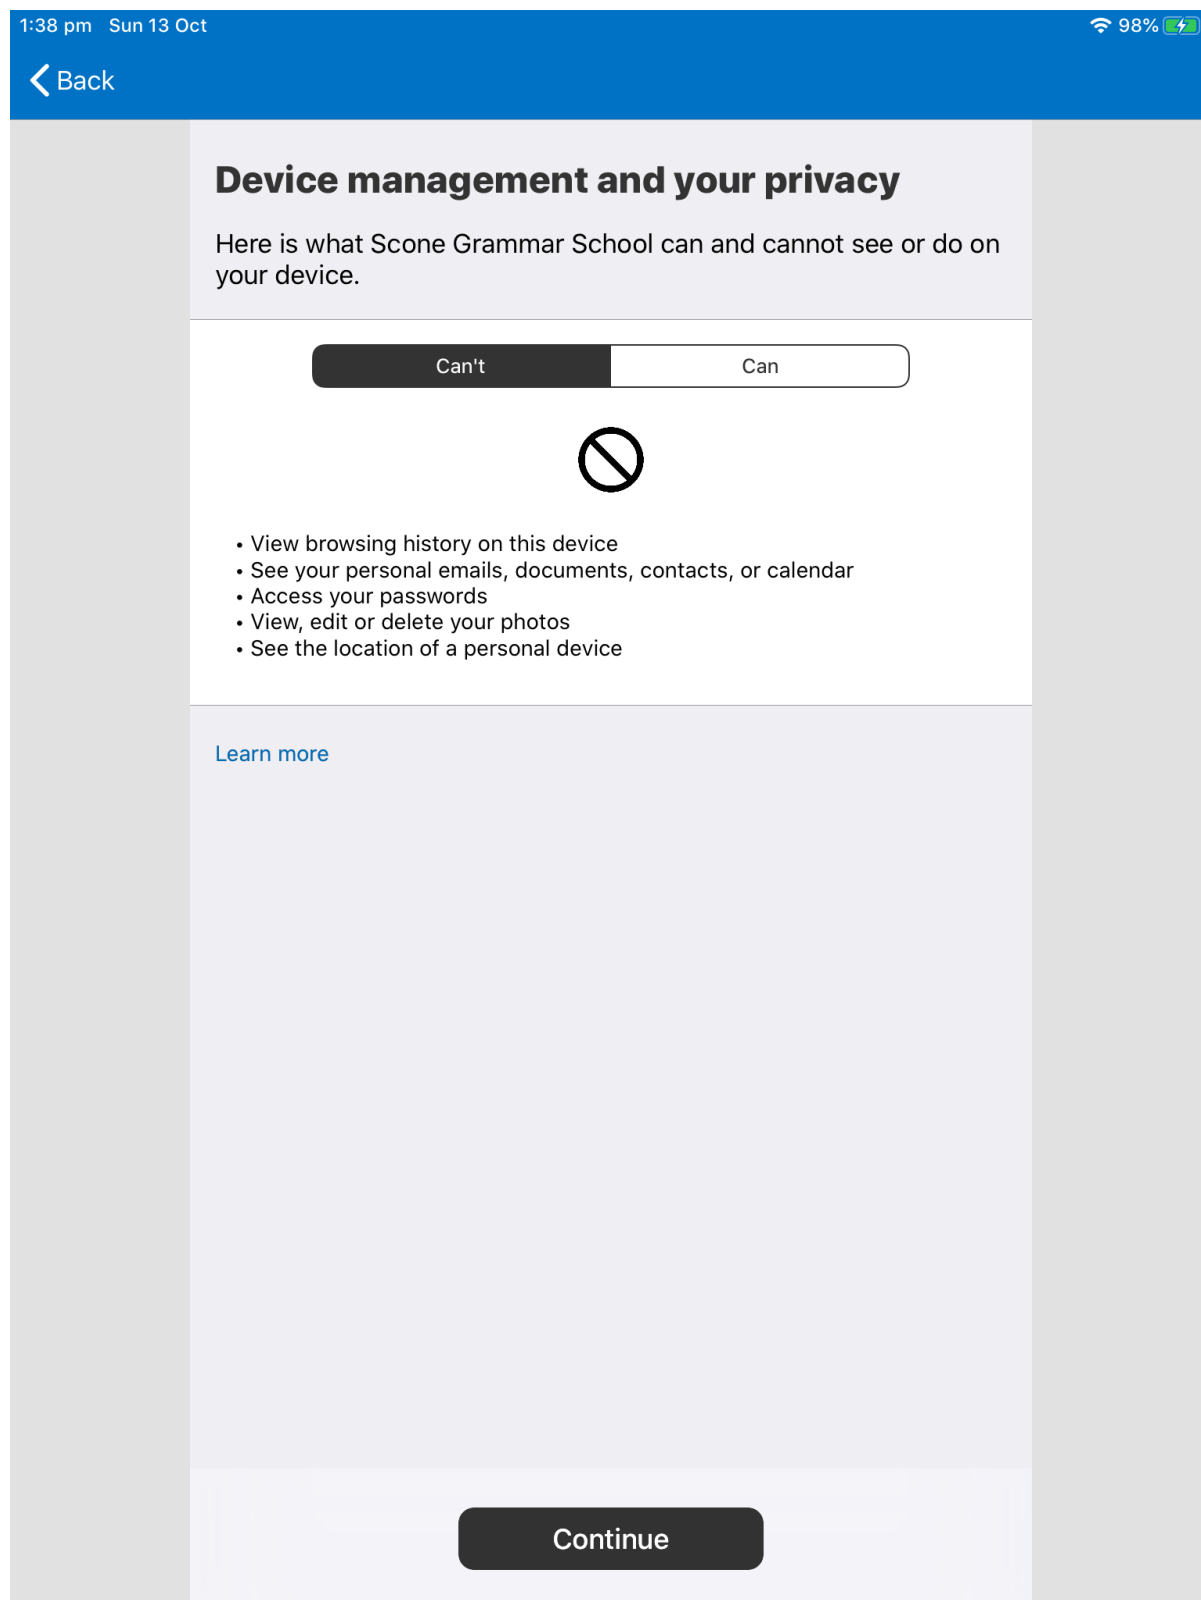 1:38 pm Sun 13 Oct 98%
Back
Device management and your privacy
Here is what Scone Grammar School can and cannot see or do on
your device.
Can't Can
• View browsing history on this device
• See your personal emails, documents, contacts, or calendar
• Access your passwords
• View, edit or delete your photos
• See the location of a personal device
Learn more
Continue